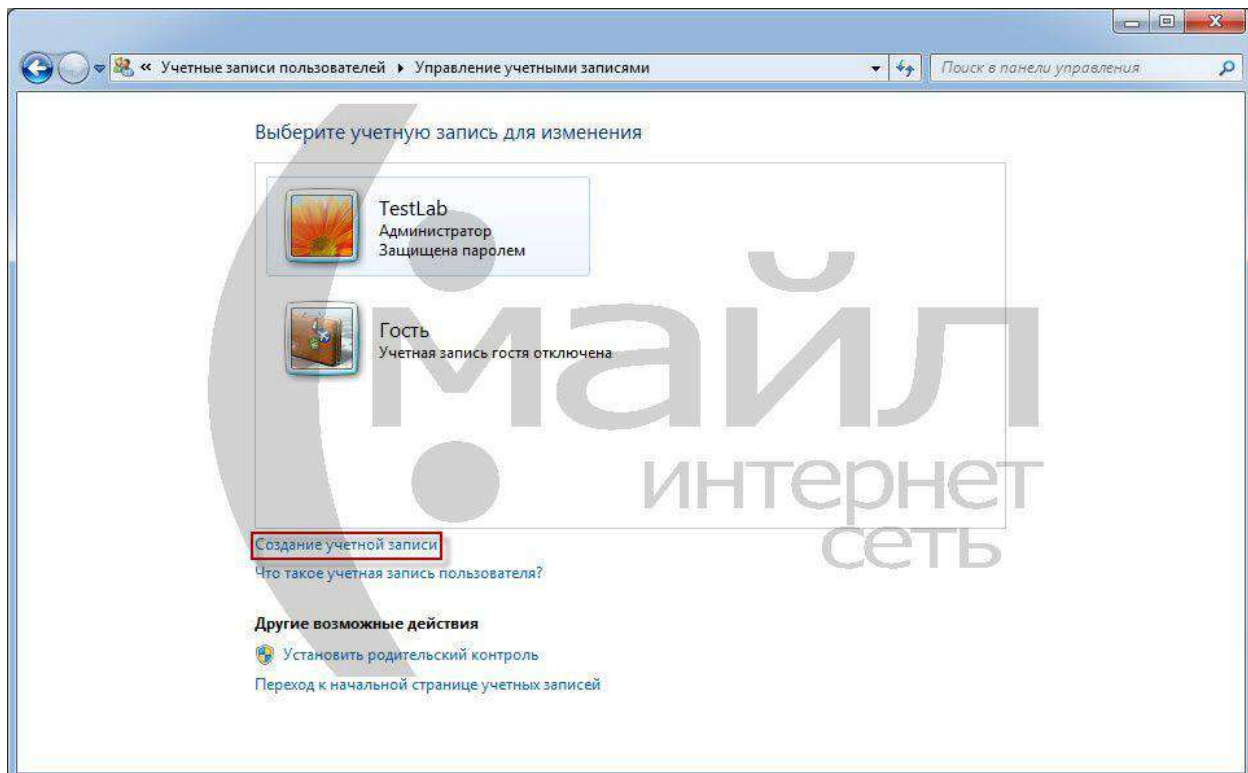 « Учетные записи пользователей ▸ Управление учетными записями
Поиск в панели управления
Выберите учетную запись для изменения
TestLab
Администратор
Защищена паролем
Гость
Учетная запись гостя отключена
майл
интернет
сеть
Создание учетной записи
Что такое учетная запись пользователя?
Другие возможные действия
Установить родительский контроль
Переход к начальной странице учетных записей